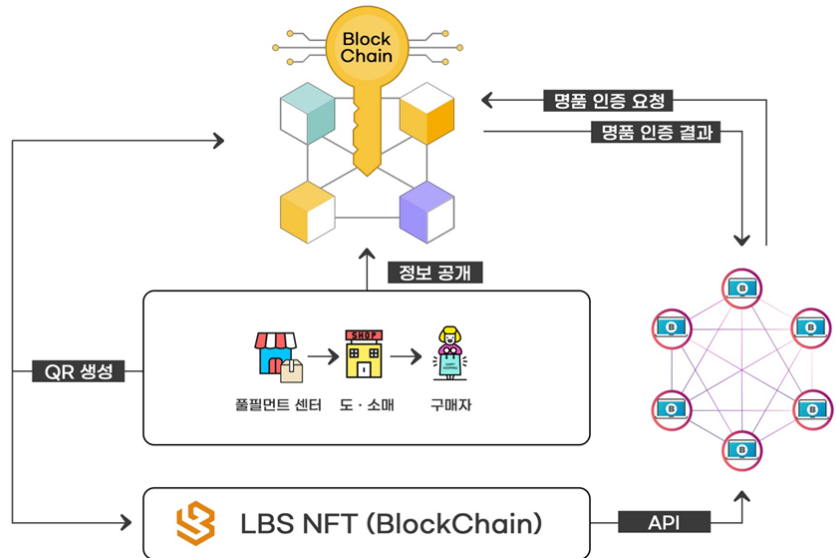 Block
Chain
명품 인증 요청
명품 인증 결과
정보 공개
SHOP
QR 생성
풀필먼트 센터
도 · 소매
구매자
LBS NFT (BlockChain)
API
B
B
B
B
B
B